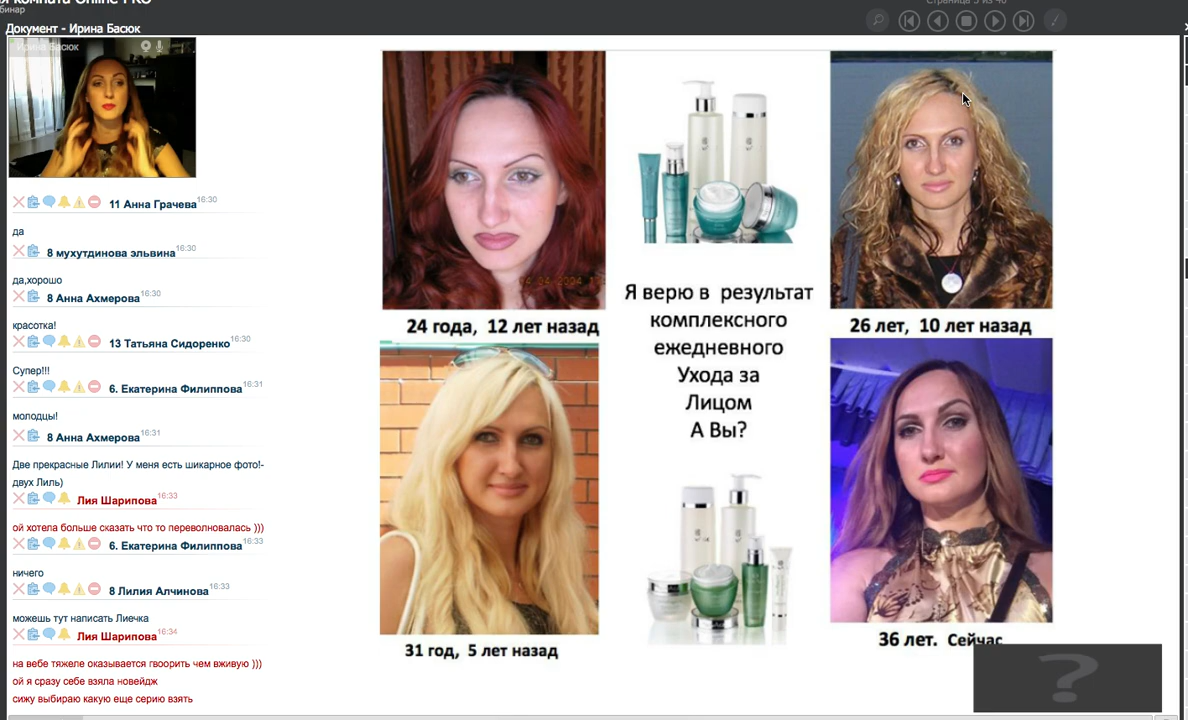 бинар
Документ - Ирина Басюк
Ирина Басюк
11 Анна Грачева 16:30
да
8 мухутдинова эльвина 16:30
да,хорошо
8 Анна Ахмерова 16:30
красотка!
13 Татьяна Сидоренко 16:30
Супер!!!
6. Екатерина Филиппова 16:31
молодцы!
8 Анна Ахмерова 16:31
Две прекрасные Лилии! У меня есть шикарное фото!-
двух Лиль)
Лия Шарипова 16:33
ой хотела больше сказать что то переволновалась )))
6. Екатерина Филиппова 16:33
ничего
8 Лилия Алчинова 16:33
можешь тут написать Лиечка
Лия Шарипова 16:34
на вебе тяжеле оказывается гвоорить чем вживую )))
ой я сразу себе взяла новейдж
сижу выбираю какую еще серию взять
24 года, 12 лет назад
Я верю в результат
комплексного
ежедневного
Ухода за
Лицом
А Вы?
26 лет, 10 лет назад
31 год, 5 лет назад
36 лет. Сейчас
?